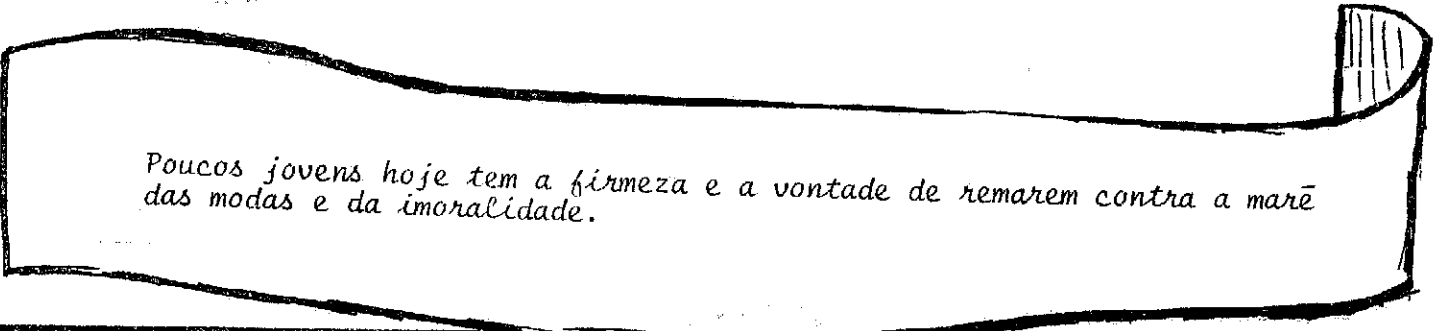 Poucos jovens hoje tem a firmeza e a vontade de remarem contra a maré
das modas e da imoralidade.